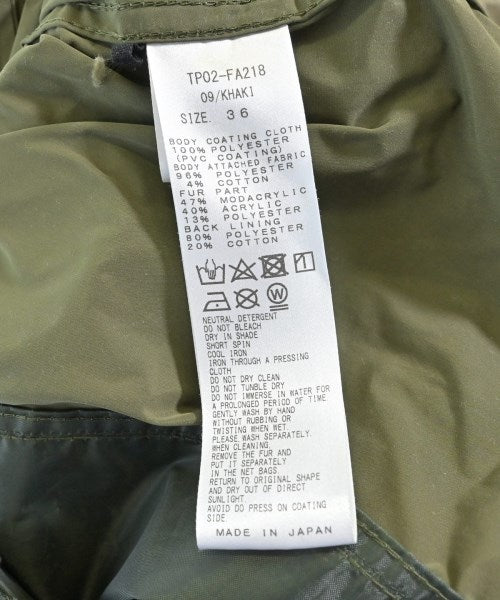 TP02-FA218
09/KHAKI
SIZE. 36
BODY COATING CLOTH
100% POLYESTER
(PVC COATING)
BODY ATTACHED FABRIC
96% POLYESTER
4% COTTON
FUR PART
47% MODACRYLIC
40% ACRYLIC
13% POLYESTER
BACK LINING
80% POLYESTER
20% COTTON
W
NEUTRAL DETERGENT
DO NOT BLEACH
DRY IN SHADE
SHORT SPIN
COOL IRON
IRON THROUGH A PRESSING
CLOTH
DO NOT DRY CLEAN
DO NOT TUMBLE DRY
DO NOT IMMERSE IN WATER FOR
A PROLONGED PERIOD OF TIME
GENTLY WASH BY HAND
WITHOUT RUBBING OR
TWISTING WHEN WET.
PLEASE WASH SEPARATELY.
WHEN CLEANING.
REMOVE THE FUR AND
PUT IT SEPARATELY
IN THE NET BAGS.
RETURN TO ORIGINAL SHAPE
AND DRY OUT OF DIRECT
SUNLIGHT.
AVOID DO PRESS ON COATING
SIDE.
MADE IN JAPAN